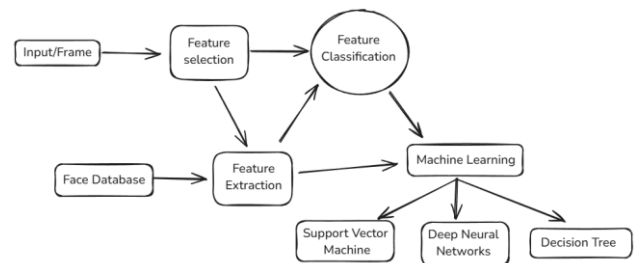 Input/Frame
Feature
selection
Feature
Classification
Face Database
Feature
Extraction
Machine Learning
Support Vector
Machine
Deep Neural
Networks
Decision Tree